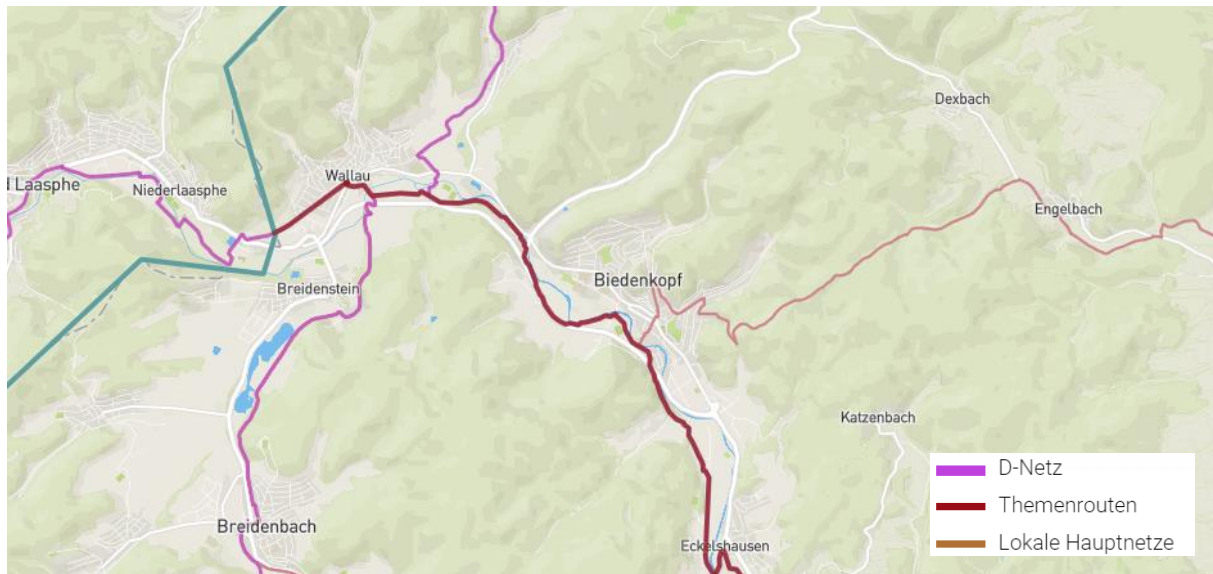 Dexbach
Wallau
d Laasphe
Niederlaasphe
Engelbach
Biedenkopf
Breidenstein
Katzenbach
Breidenbach
Eckelshausen
D-Netz
Themenrouten
Lokale Hauptnetze